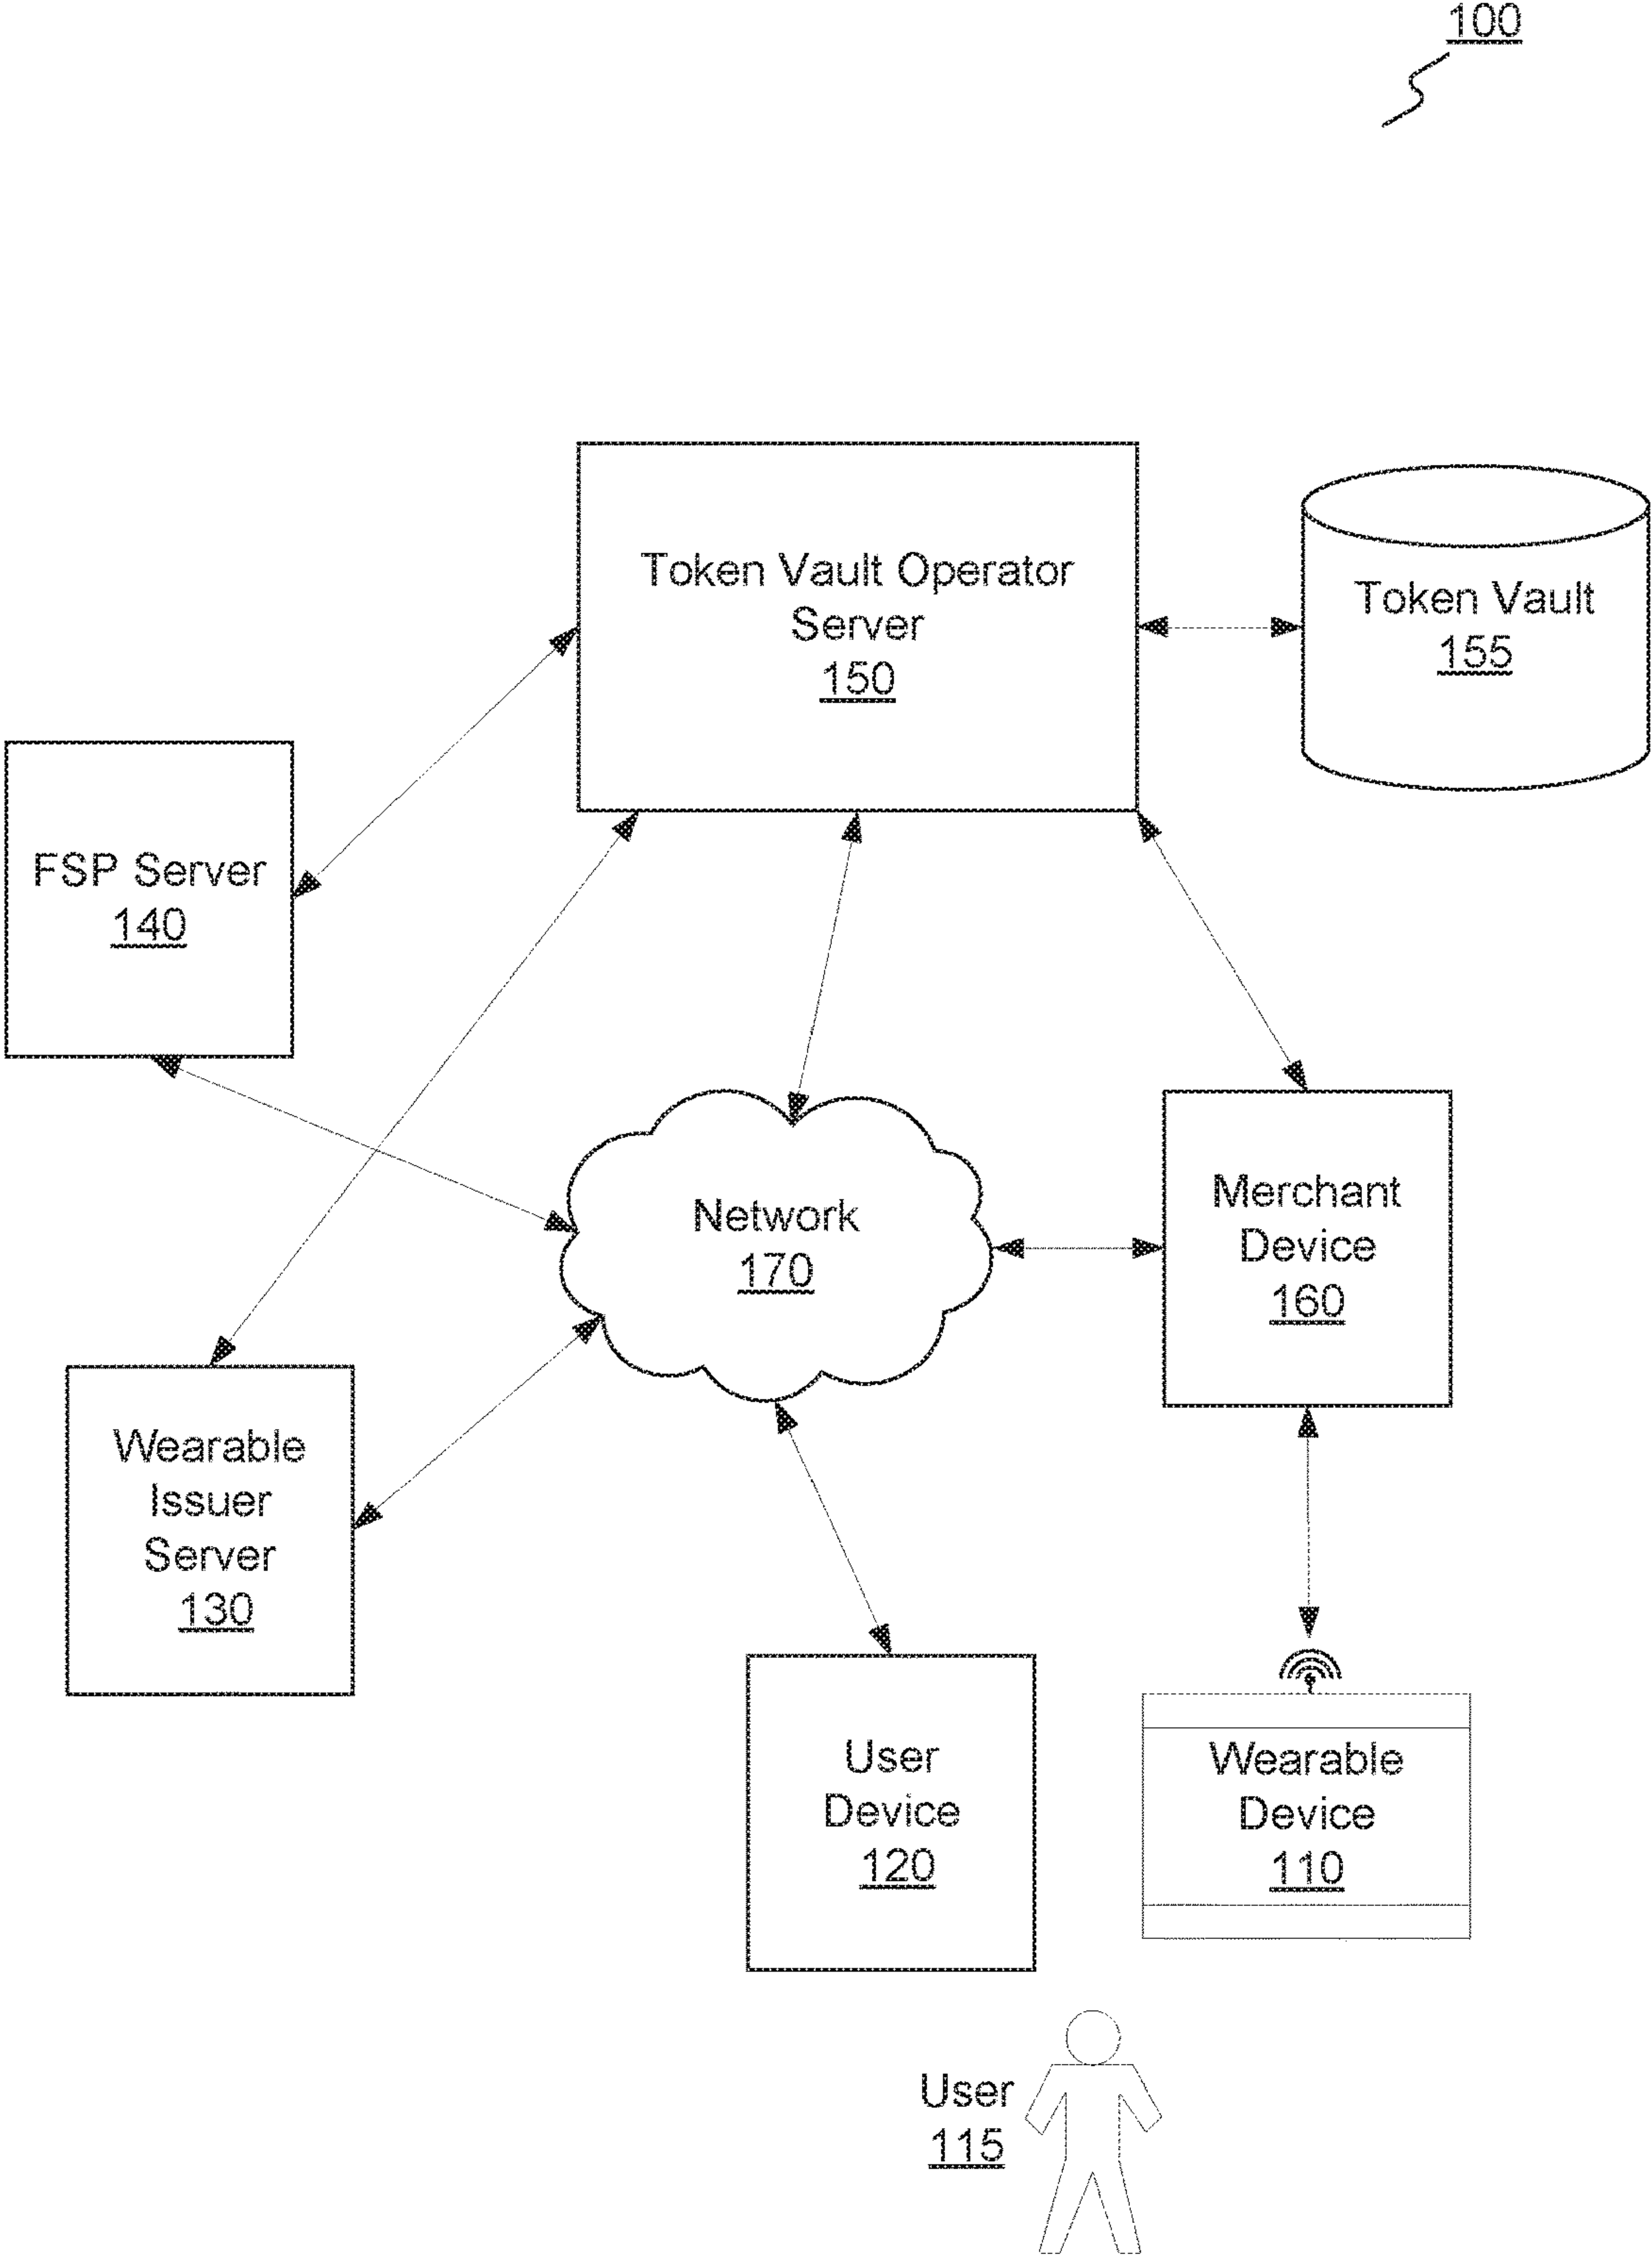 100
Token Vault Operator
Server
150
Token Vault
155
FSP Server
140
Network
170
Merchant
Device
160
Wearable
Issuer
Server
130
User
Device
120
Wearable
Device
110
User
115